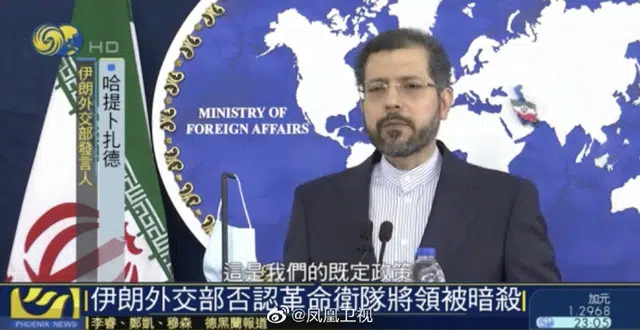 HD
伊朗外交部發言人
哈提卜扎德
MINISTRY OF
FOREIGN AFFAIRS
這是我們的既定政策
伊朗外交部否認革命衛隊將領被暗殺
PHOENIX NEWS
李睿、鄭凱、穆森 德黑蘭報道
@凤凰卫视
加元
1.2968
23:05